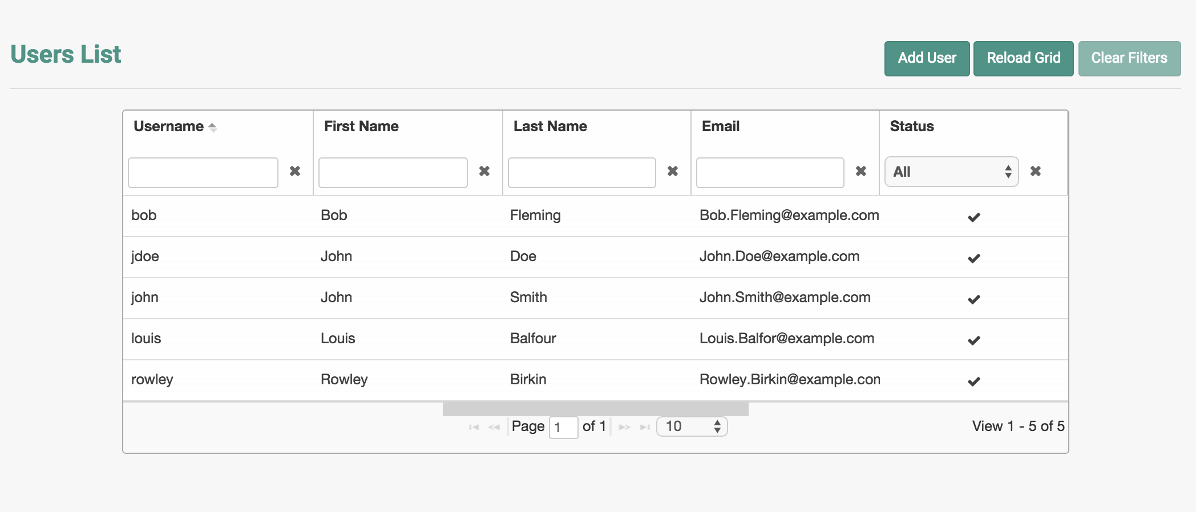 Users List
Add User Reload Grid Clear Filters
Username First Name Last Name Email Status
All
bob Bob Fleming Bob.Fleming@example.com
jdoe John Doe John.Doe@example.com
john John Smith John.Smith@example.com
louis Louis Balfour Louis.Balfor@example.com
rowley Rowley Birkin Rowley.Birkin@example.con
Page 1 of 1 10 View 1 - 5 of 5